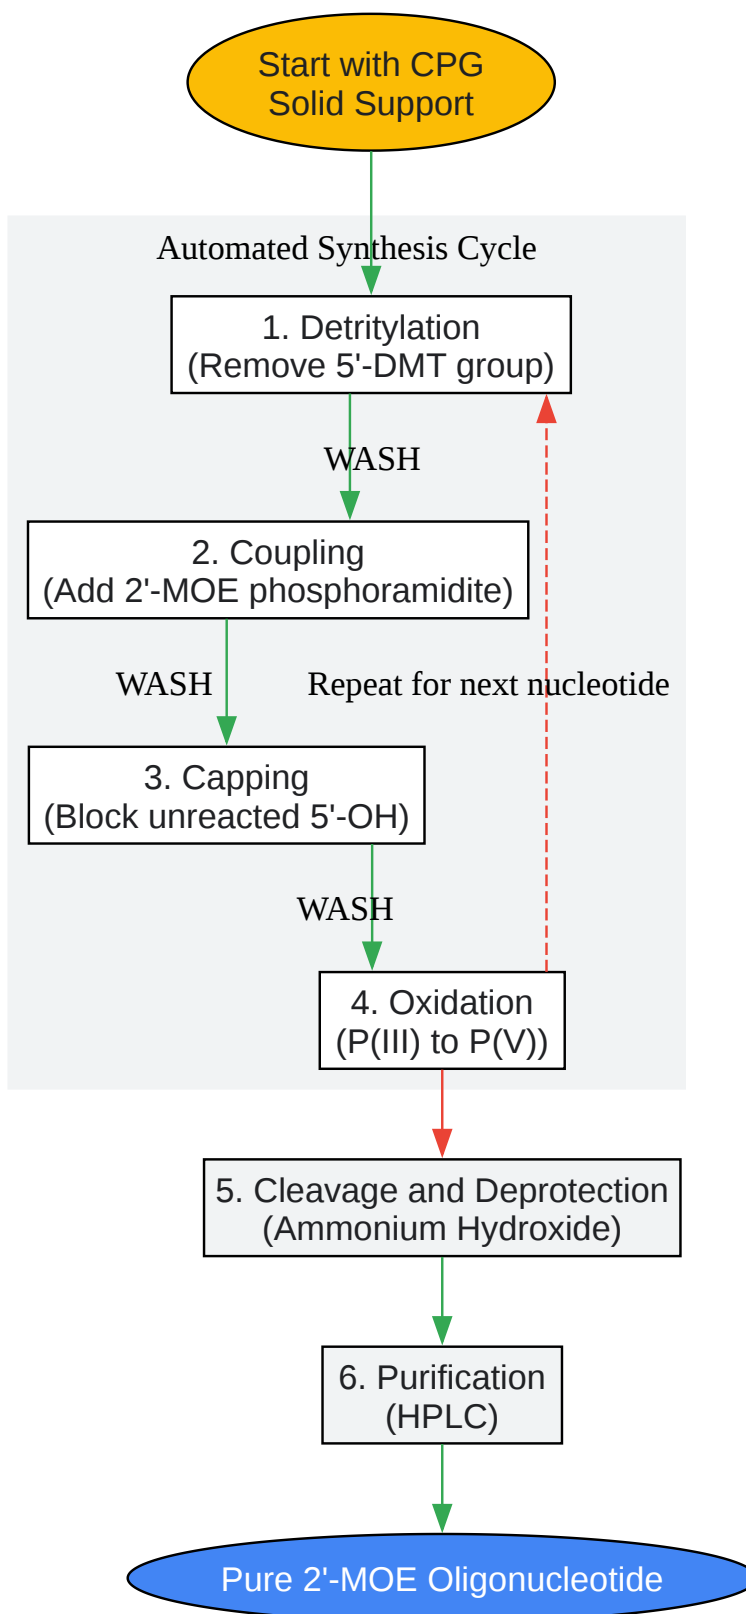 Start with CPG
Solid Support
Automated Synthesis Cycle
1. Detritylation
(Remove 5'-DMT group)
WASH
2. Coupling
(Add 2'-MOE phosphoramidite)
WASH
Repeat for next nucleotide
3. Capping
(Block unreacted 5'-OH)
WASH
4. Oxidation
(P(III) to P(V))
5. Cleavage and Deprotection
(Ammonium Hydroxide)
6. Purification
(HPLC)
Pure 2'-MOE Oligonucleotide